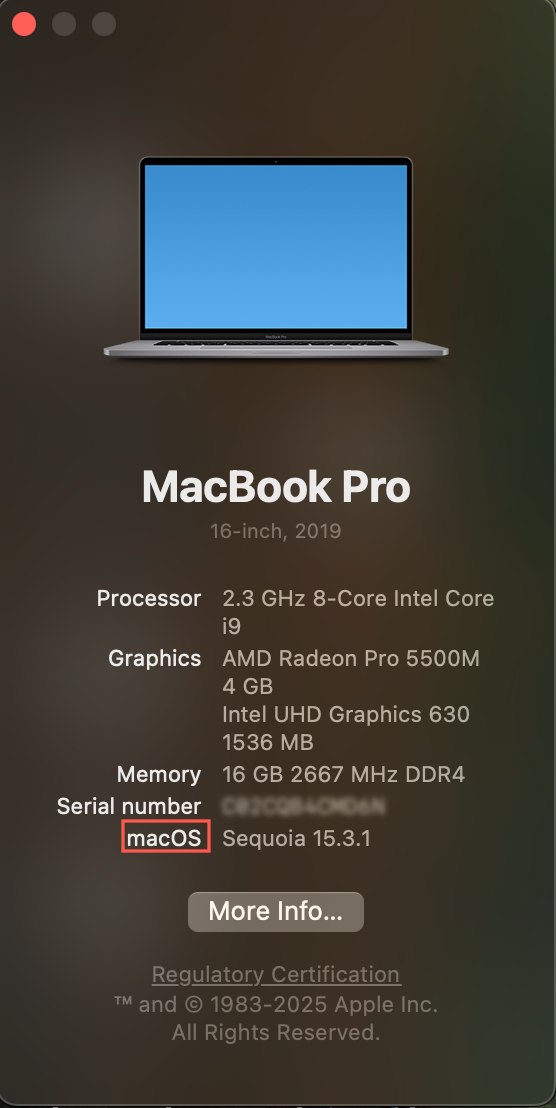 MacBook Pro
16-inch, 2019
Processor 2.3 GHz 8-Core Intel Core
i9
Graphics AMD Radeon Pro 5500M
4 GB
Intel UHD Graphics 630
1536 MB
Memory 16 GB 2667 MHz DDR4
Serial number
macOS Sequoia 15.3.1
More Info...
Regulatory Certification
™ and © 1983-2025 Apple Inc.
All Rights Reserved.